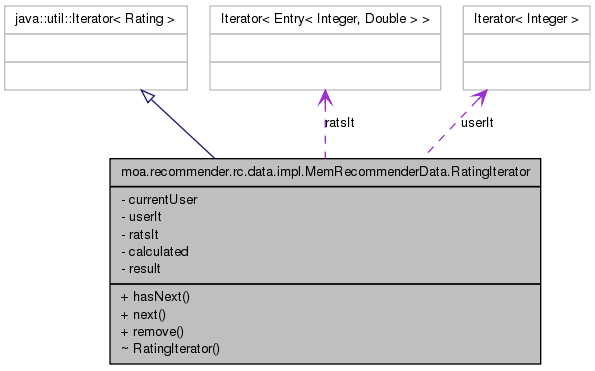 java::util::Iterator< Rating >
Iterator< Entry< Integer, Double > >
Iterator< Integer >
ratsIt
userIt
moa.recommender.rc.data.impl.MemRecommenderData.RatingIterator
- currentUser
- userIt
- ratsIt
- calculated
- result
+ hasNext()
+ next()
+ remove()
~ RatingIterator()